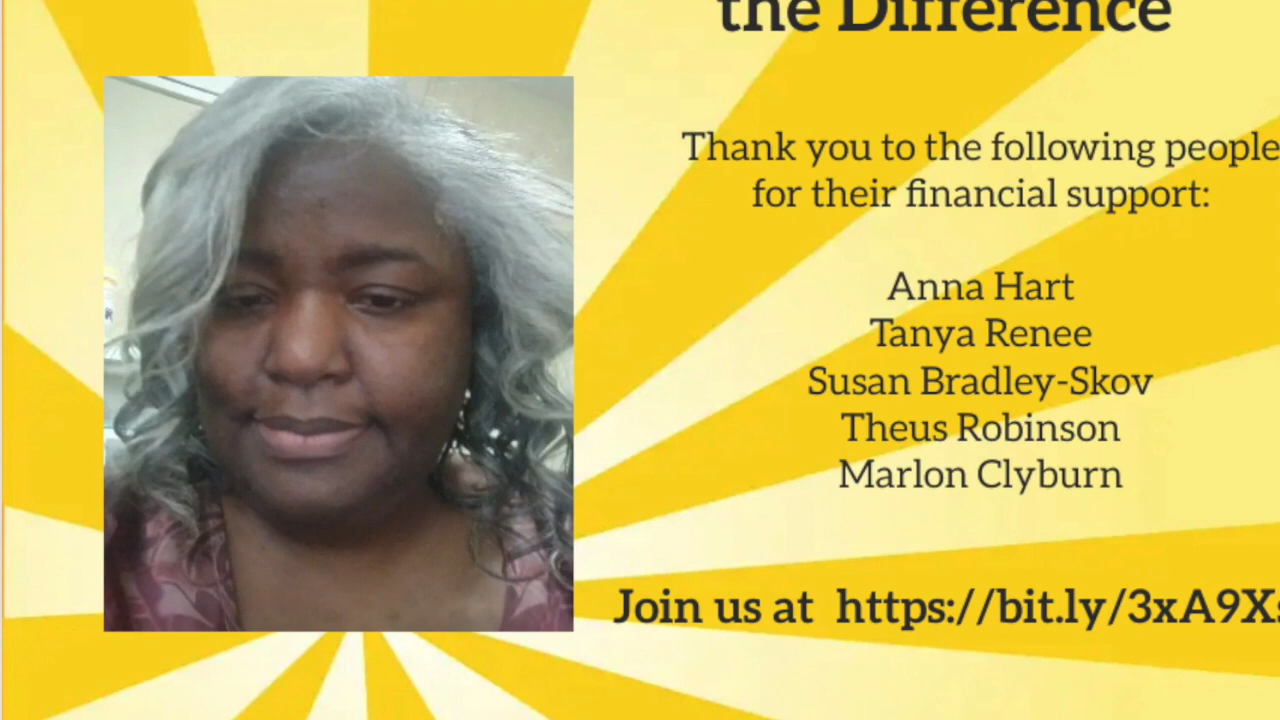 the Difference
Thank you to the following people
for their financial support:
Anna Hart
Tanya Renee
Susan Bradley-Skov
Theus Robinson
Marlon Clyburn
Join us at https://bit.ly/3xA9X